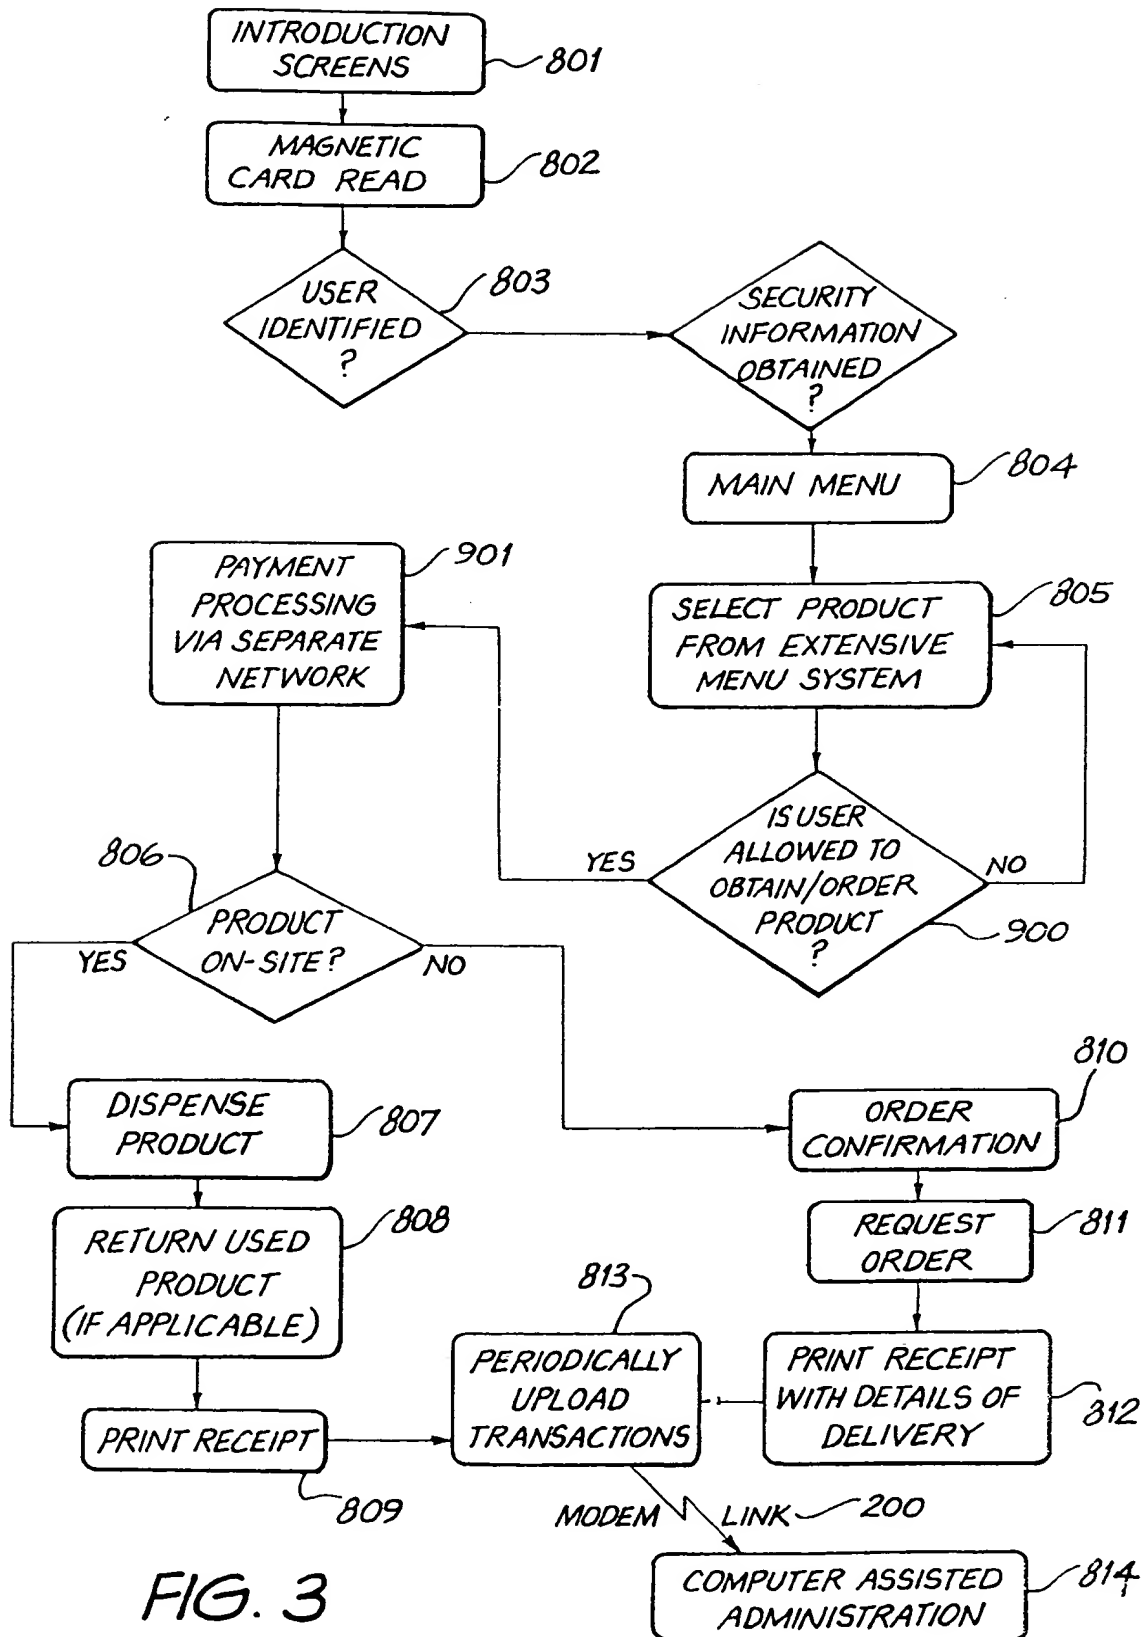 INTRODUCTION
SCREENS
801
MAGNETIC
CARD READ
802
USER
IDENTIFIED
?
803
SECURITY
INFORMATION
OBTAINED
?
MAIN MENU
804
PAYMENT
PROCESSING
VIA SEPARATE
NETWORK
901
SELECT PRODUCT
FROM EXTENSIVE
MENU SYSTEM
805
IS USER
ALLOWED TO
OBTAIN/ORDER
PRODUCT
?
YES
NO
900
806
PRODUCT
ON-SITE?
YES
NO
DISPENSE
PRODUCT
807
RETURN USED
PRODUCT
(IF APPLICABLE)
808
PRINT RECEIPT
809
810
ORDER
CONFIRMATION
REQUEST
ORDER
811
PRINT RECEIPT
WITH DETAILS OF
DELIVERY
812
813
PERIODICALLY
UPLOAD
TRANSACTIONS
MODEM LINK 200
COMPUTER ASSISTED
ADMINISTRATION
814
FIG. 3